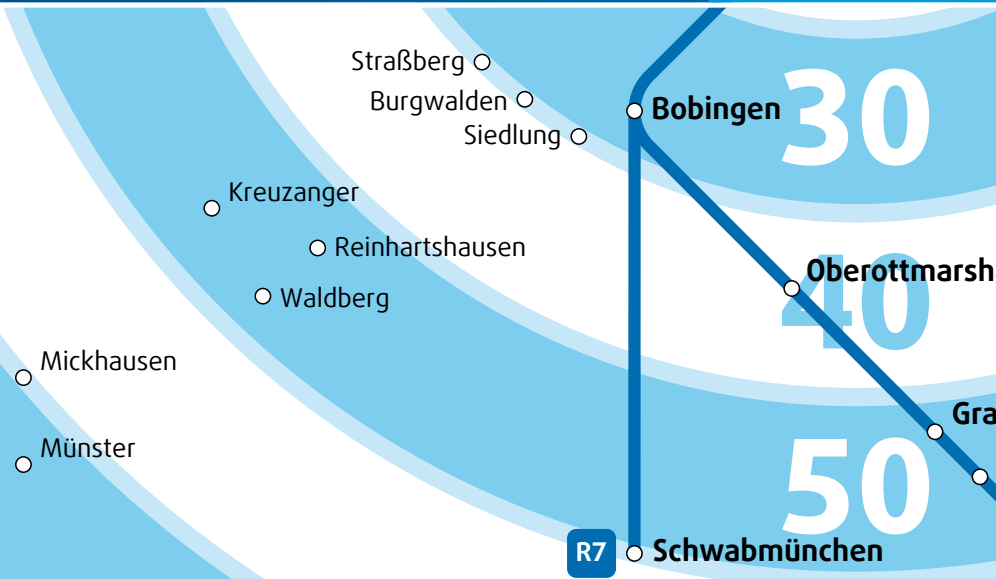 Straßberg
Burgwalden
Siedlung
Bobingen
30
Kreuzanger
Reinhartshausen
Waldberg
40
Oberottmarsh
Mickhausen
Münster
Gra
50
R7
Schwabmünchen